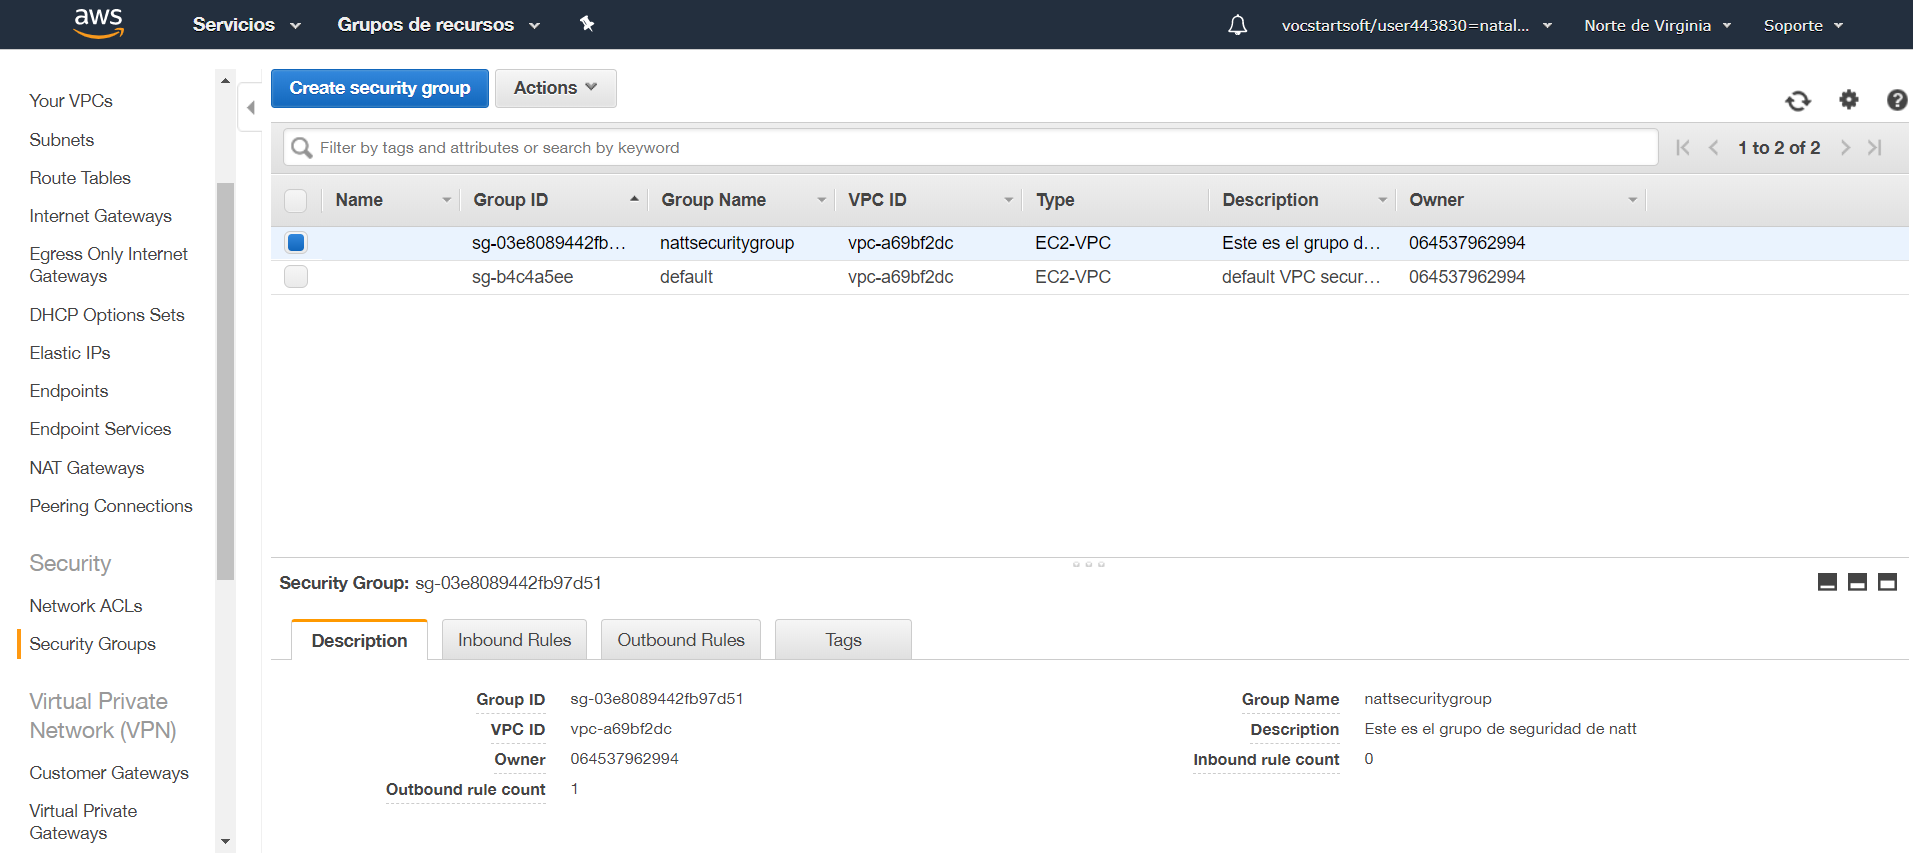 aws Servicios Grupos de recursos vocstartsoft/user443830=natal... Norte de Virginia Soporte
Your VPCs
Subnets
Route Tables
Internet Gateways
Egress Only Internet
Gateways
DHCP Options Sets
Elastic IPs
Endpoints
Endpoint Services
NAT Gateways
Peering Connections
Security
Network ACLs
Security Groups
Virtual Private
Network (VPN)
Customer Gateways
Virtual Private
Gateways
Create security group Actions
Filter by tags and attributes or search by keyword 1 to 2 of 2
Name Group ID Group Name VPC ID Type Description Owner
sg-03e8089442fb... nattsecuritygroup vpc-a69bf2dc EC2-VPC Este es el grupo d... 064537962994
sg-b4c4a5ee default vpc-a69bf2dc EC2-VPC default VPC secur... 064537962994
Security Group: sg-03e8089442fb97d51
Description Inbound Rules Outbound Rules Tags
Group ID sg-03e8089442fb97d51 Group Name nattsecuritygroup
VPC ID vpc-a69bf2dc Description Este es el grupo de seguridad de natt
Owner 064537962994 Inbound rule count 0
Outbound rule count 1